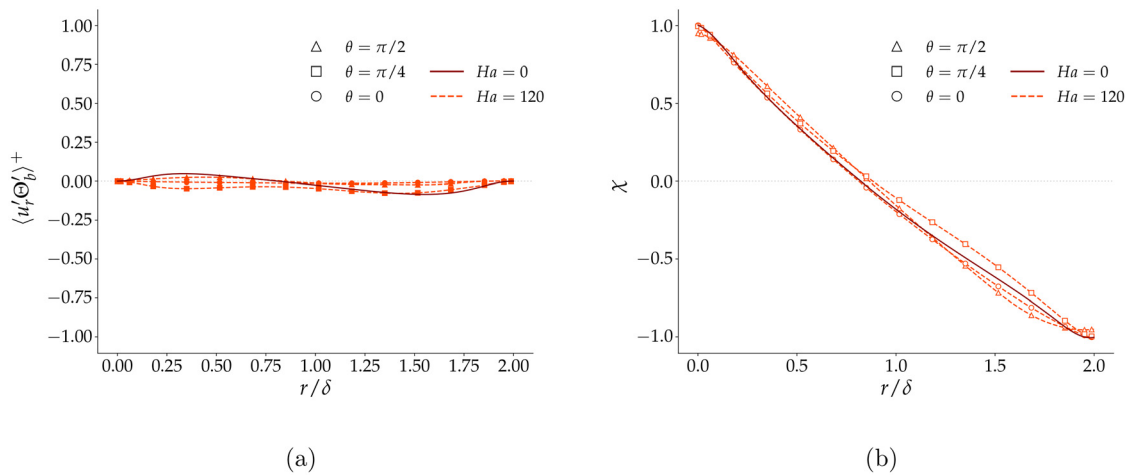 1.00
0.75
0.50
0.25
0.00
−0.25
−0.50
−0.75
−1.00
⟨u′rΘ′b⟩+
θ = π/2
θ = π/4
θ = 0
Ha = 0
Ha = 120
0.00 0.25 0.50 0.75 1.00 1.25 1.50 1.75 2.00
r/δ
(a)
1.0
0.5
0.0
−0.5
−1.0
χ
θ = π/2
θ = π/4
θ = 0
Ha = 0
Ha = 120
0.0 0.5 1.0 1.5 2.0
r/δ
(b)